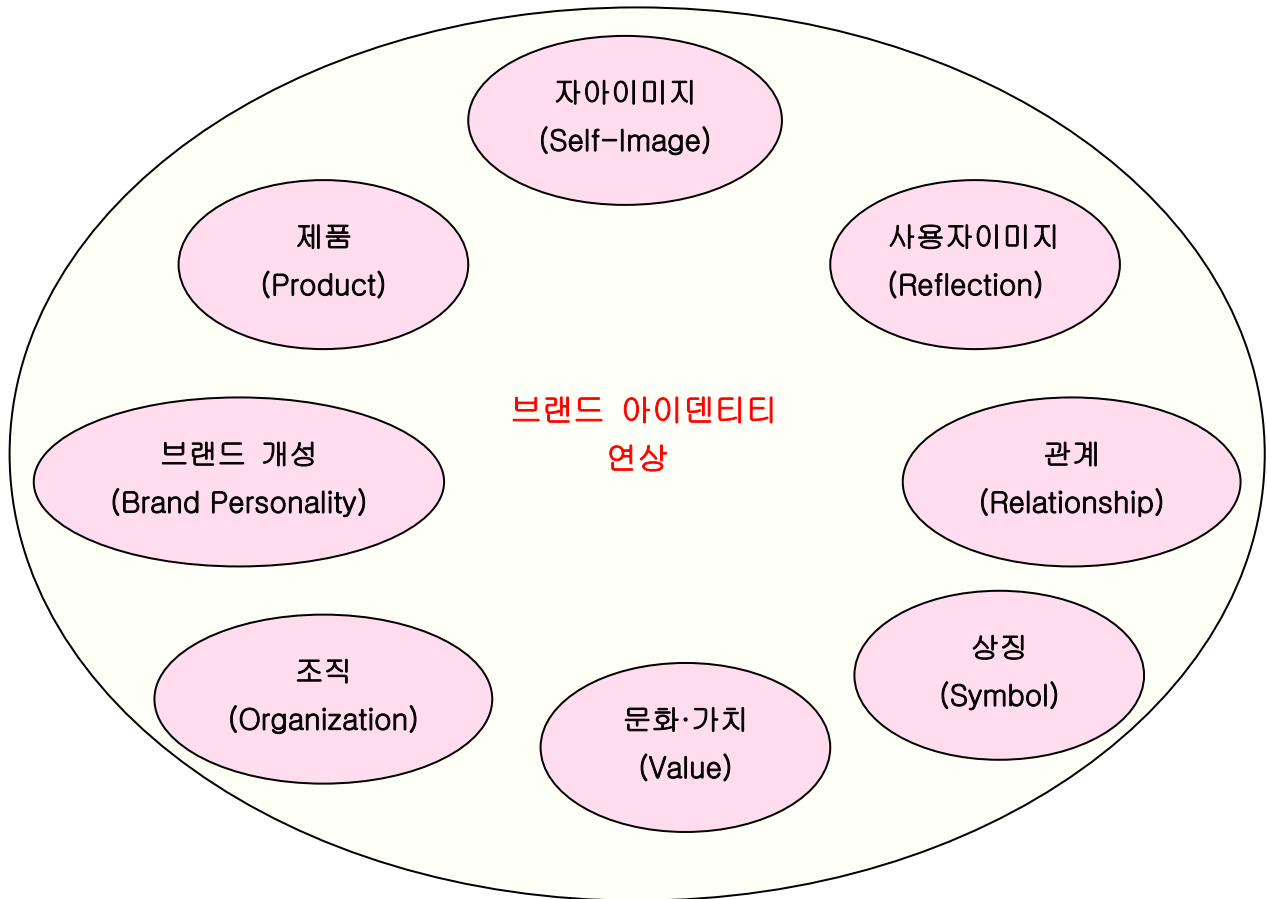 자아이미지
(Self-Image)
제품
(Product)
사용자이미지
(Reflection)
브랜드 아이덴티티
연상
브랜드 개성
(Brand Personality)
관계
(Relationship)
조직
(Organization)
문화·가치
(Value)
상징
(Symbol)